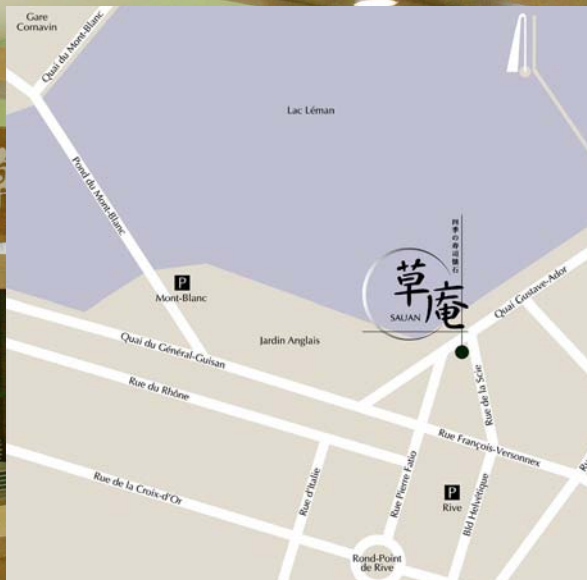 Gare
Cornavin
Quai du Mont-Blanc
Lac Léman
Pond du Mont-Blanc
四季の寿司懐石
草庵
SAUAN
P
Mont-Blanc
Quai Gustave-Ador
Jardin Anglais
Quai du Général-Guisan
Rue de la Scie
Rue du Rhône
Rue François-Versonnex
Rue Pierre Fatio
Rue d'Italie
Rue de la Croix-d'Or
P
Rive
Bld Helvétique
Rond-Point
de Rive